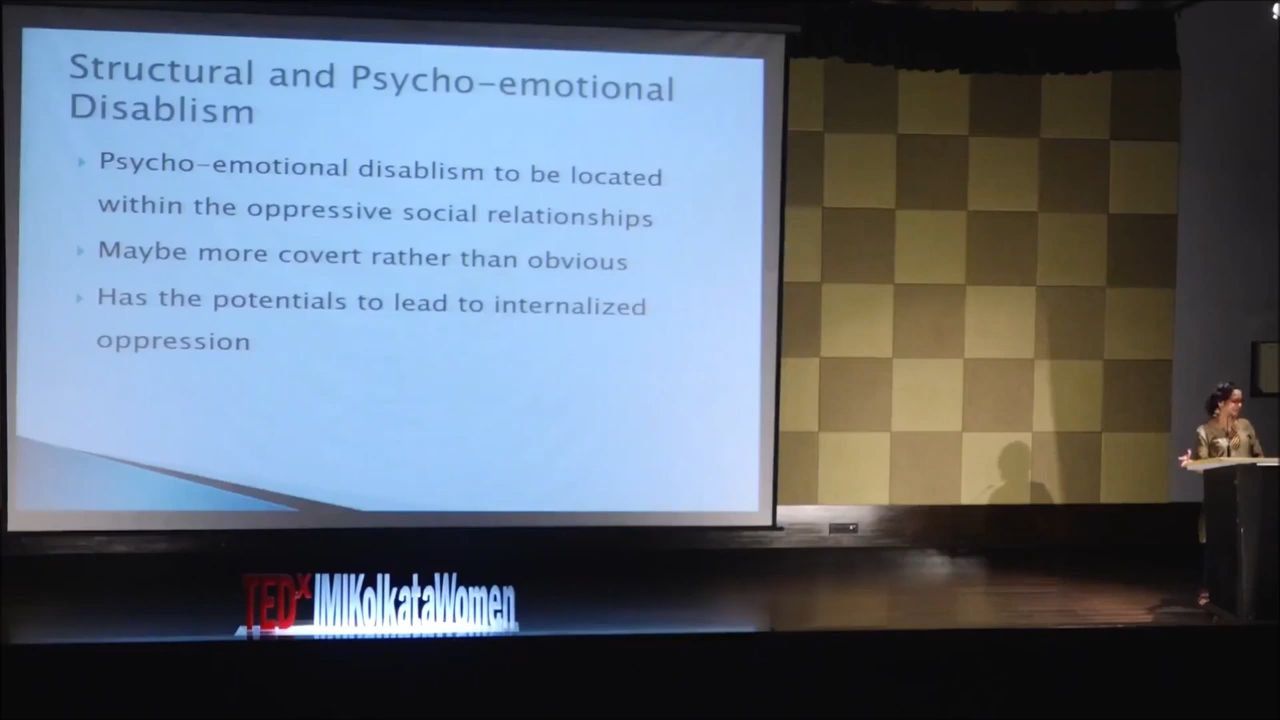 Structural and Psycho-emotional
Disablism
Psycho-emotional disablism to be located
within the oppressive social relationships
Maybe more covert rather than obvious
Has the potentials to lead to internalized
oppression
TEDx IMIKolkataWomen